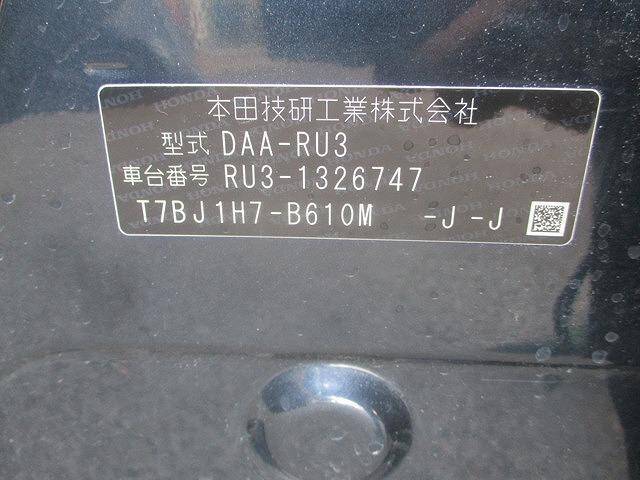 本田技研工業株式会社
型式 DAA-RU3
車台番号 RU3-1326747
T7BJ1H7-B610M -J -J